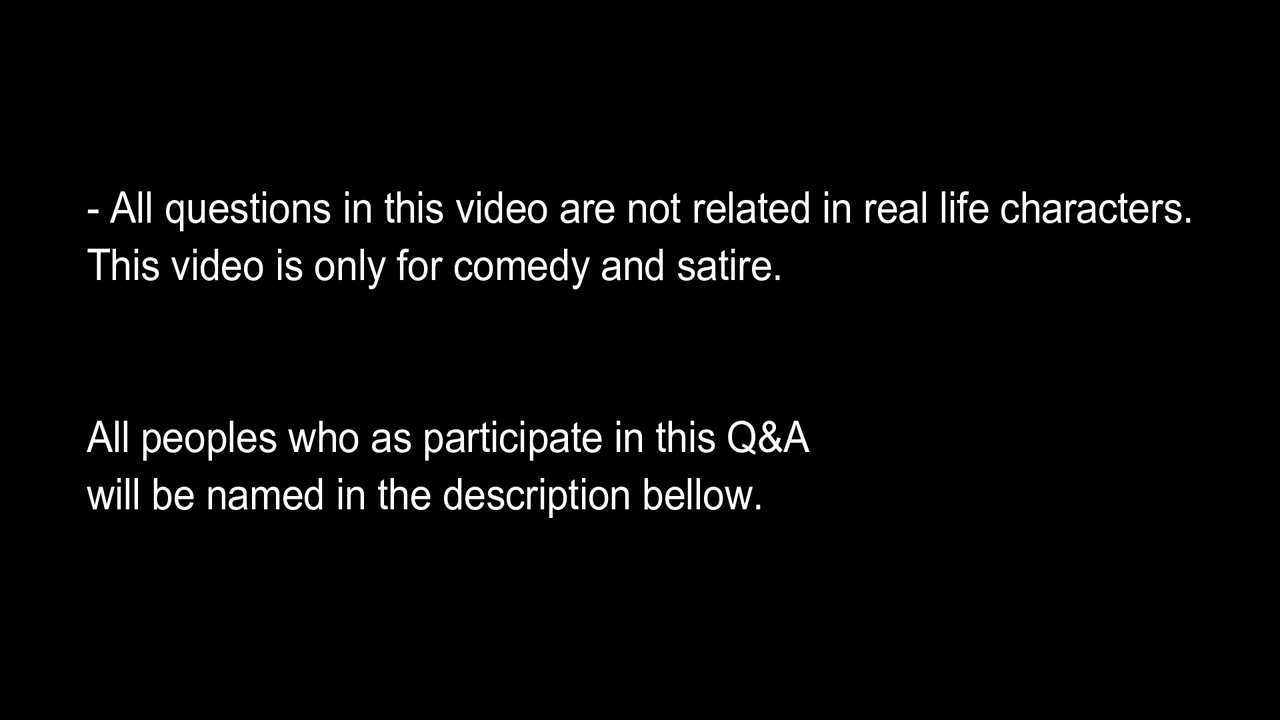 - All questions in this video are not related in real life characters.
This video is only for comedy and satire.
All peoples who as participate in this Q&A
will be named in the description bellow.